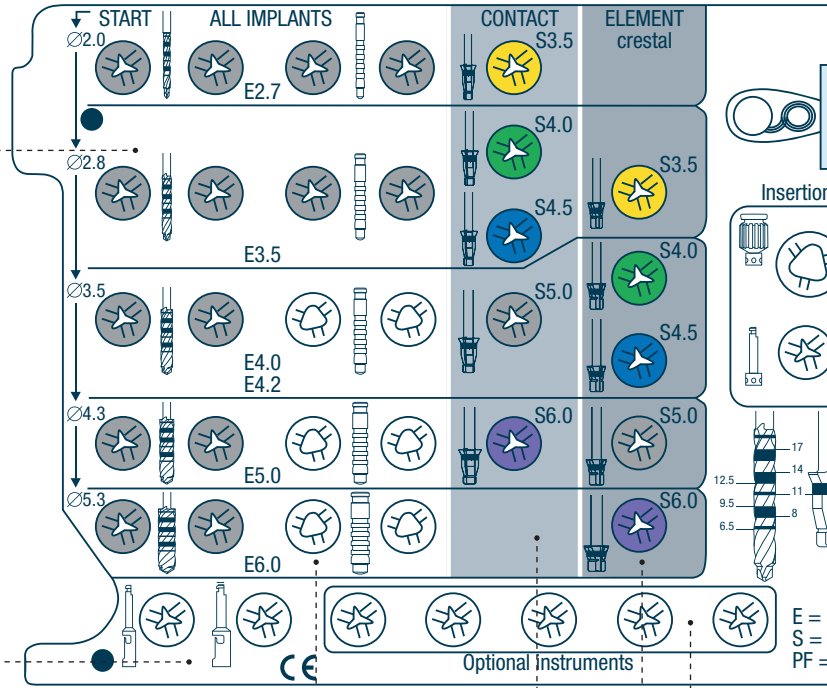 START ALL IMPLANTS CONTACT ELEMENT
crestal
∅2.0
S3.5
E2.7
S4.0
∅2.8
S3.5
S4.5
E3.5
S4.0
∅3.5
S5.0
S4.5
E4.0
E4.2
∅4.3
S6.0
S5.0
E5.0
∅5.3
S6.0
E6.0
Insertion
17
14
12.5
11
9.5
8
6.5
CE
Optional Instruments
E =
S =
PF =